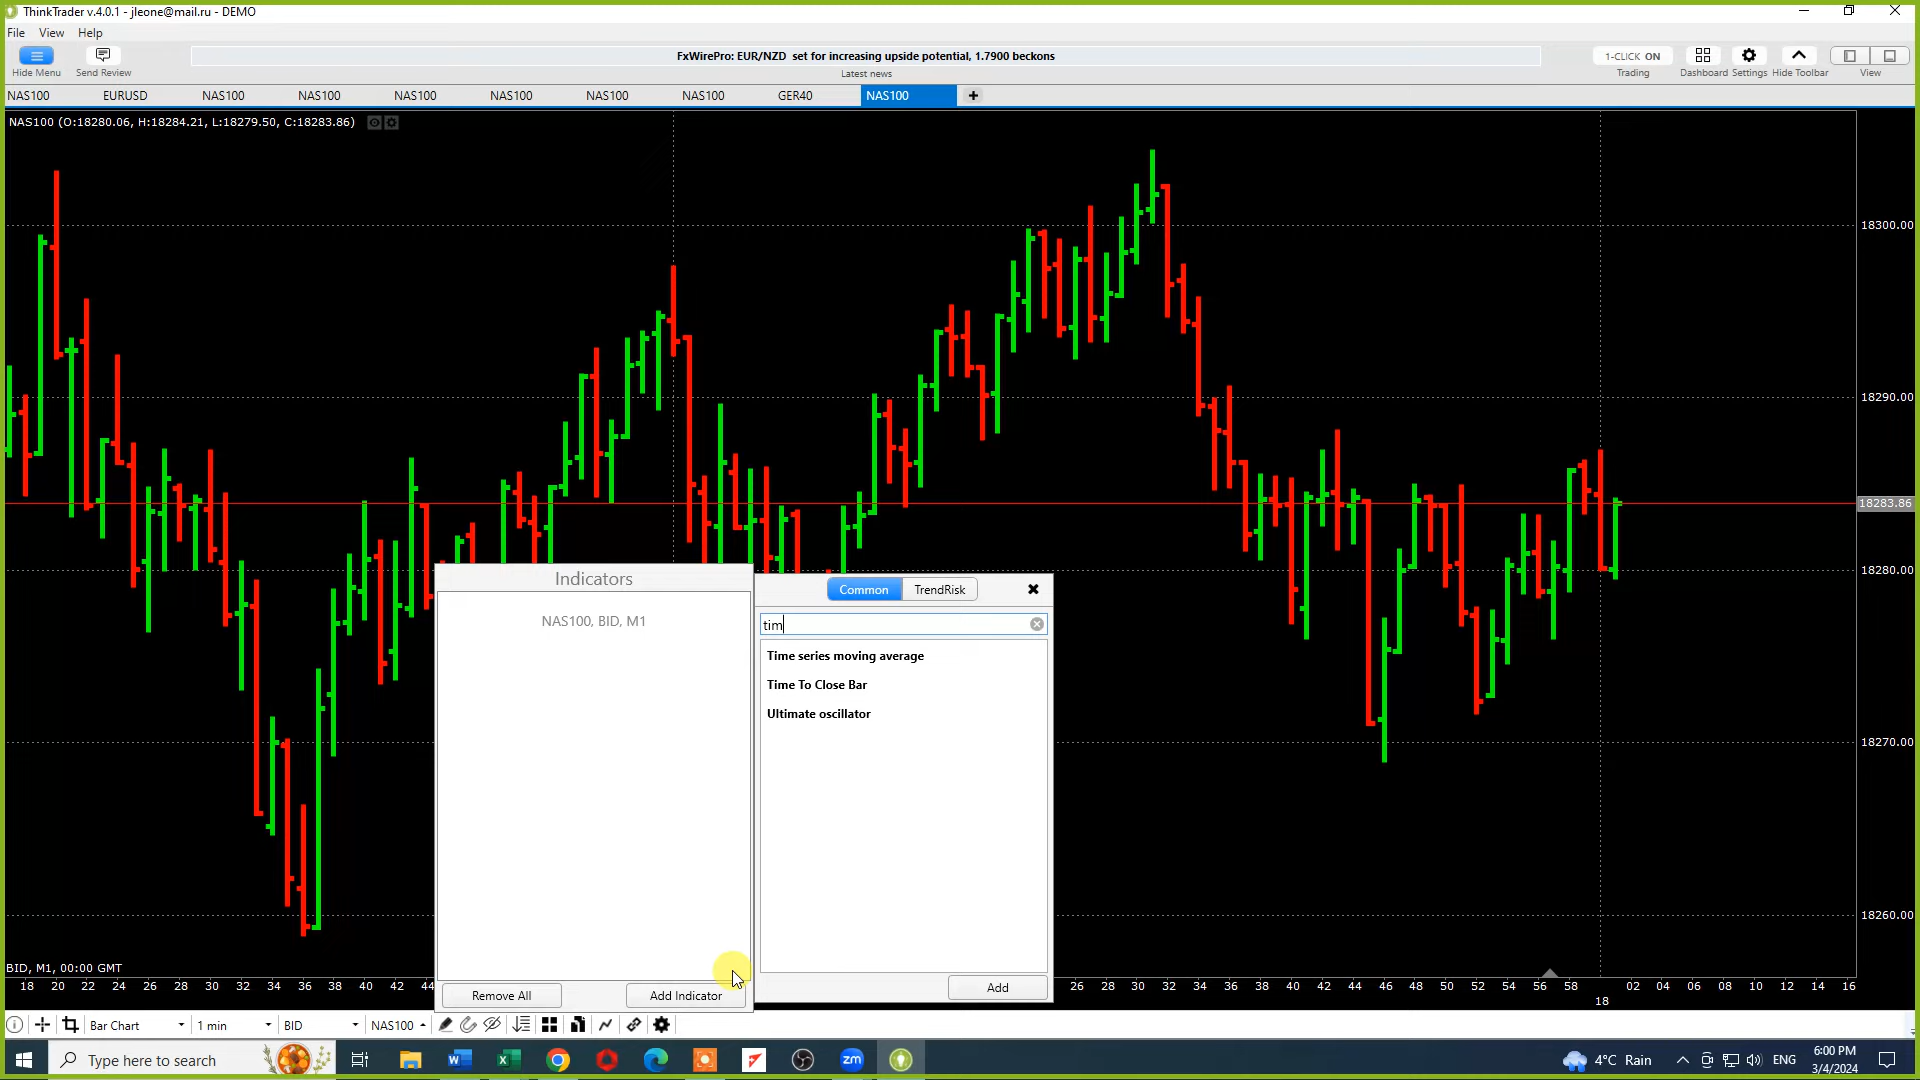 ThinkTrader v.4.0.1 - jleone@mail.ru - DEMO
File View Help
FxWirePro: EUR/NZD set for increasing upside potential, 1.7900 beckons
1-CLICK ON
Hide Menu Send Review Latest news Trading Dashboard Settings Hide Toolbar View
NAS100 EURUSD NAS100 NAS100 NAS100 NAS100 NAS100 NAS100 GER40 NAS100 +
NAS100 (O:18280.06, H:18284.21, L:18279.50, C:18283.86)
18300.00
18290.00
18283.86
18280.00
18270.00
18260.00
Indicators
NAS100, BID, M1
Remove All Add Indicator
Common TrendRisk
tim
Time series moving average
Time To Close Bar
Ultimate oscillator
Add
BID, M1, 00:00 GMT
18 20 22 24 26 28 30 32 34 36 38 40 42 44 26 28 30 32 34 36 38 40 42 44 46 48 50 52 54 56 58 02 04 06 08 10 12 14 16
18
Bar Chart 1 min BID NAS100
Type here to search
W X zm
4°C Rain ENG
6:00 PM
3/4/2024